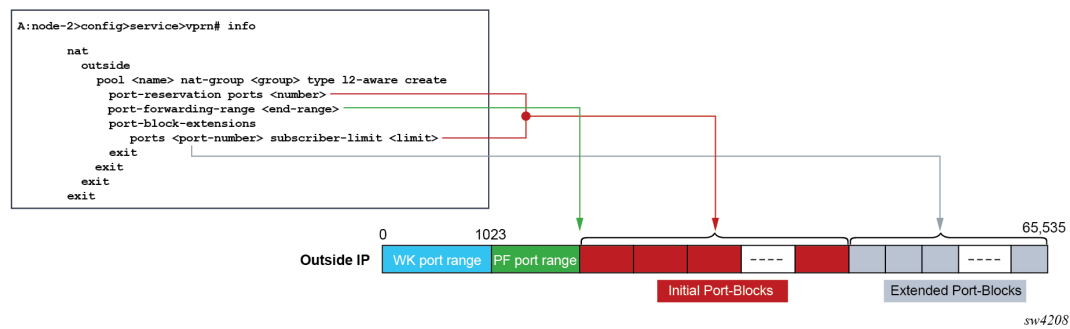 A:node-2>config>service>vprn# info
nat
outside
pool <name> nat-group <group> type l2-aware create
port-reservation ports <number>
port-forwarding-range <end-range>
port-block-extensions
ports <port-number> subscriber-limit <limit>
exit
exit
exit
exit
0 1023 65,535
Outside IP WK port range PF port range ---- ----
Initial Port-Blocks Extended Port-Blocks
sw4208